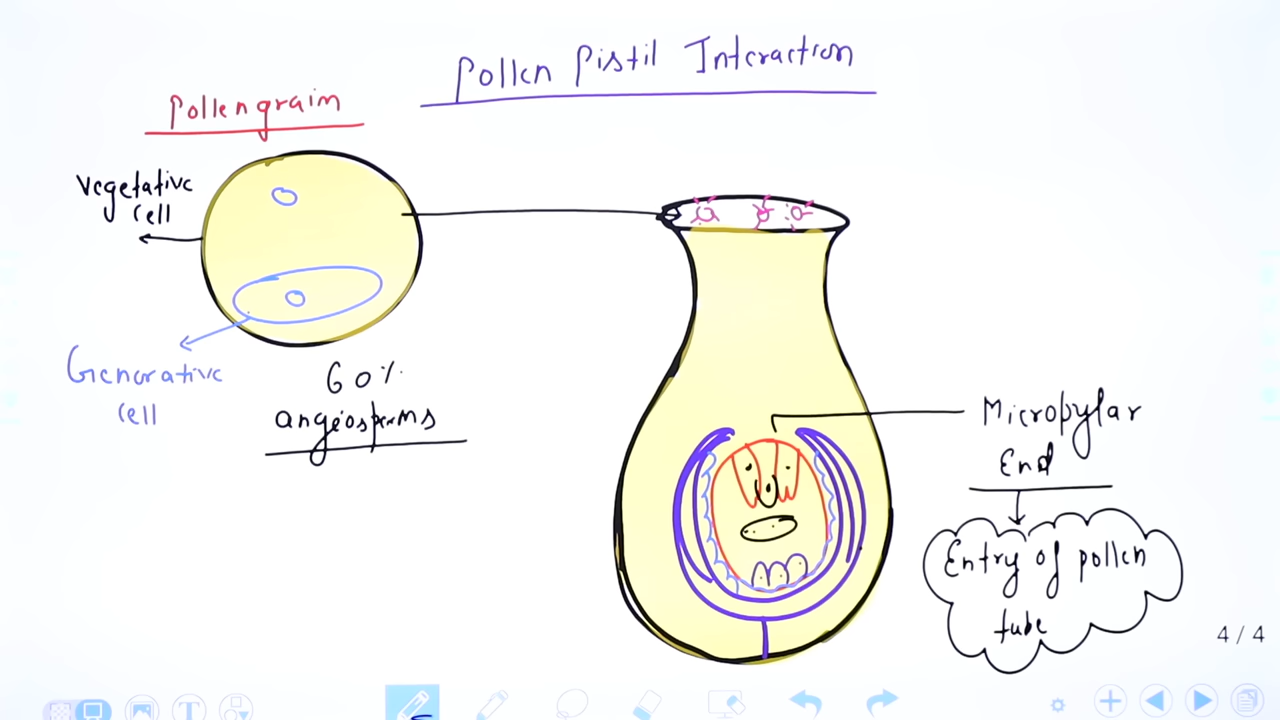 Pollen Pistil Interaction
Pollengrain
Vegetative
cell
Generative
cell
60%
angiosperms
Micropylar
End
Entry of pollen
tube
4 / 4
T